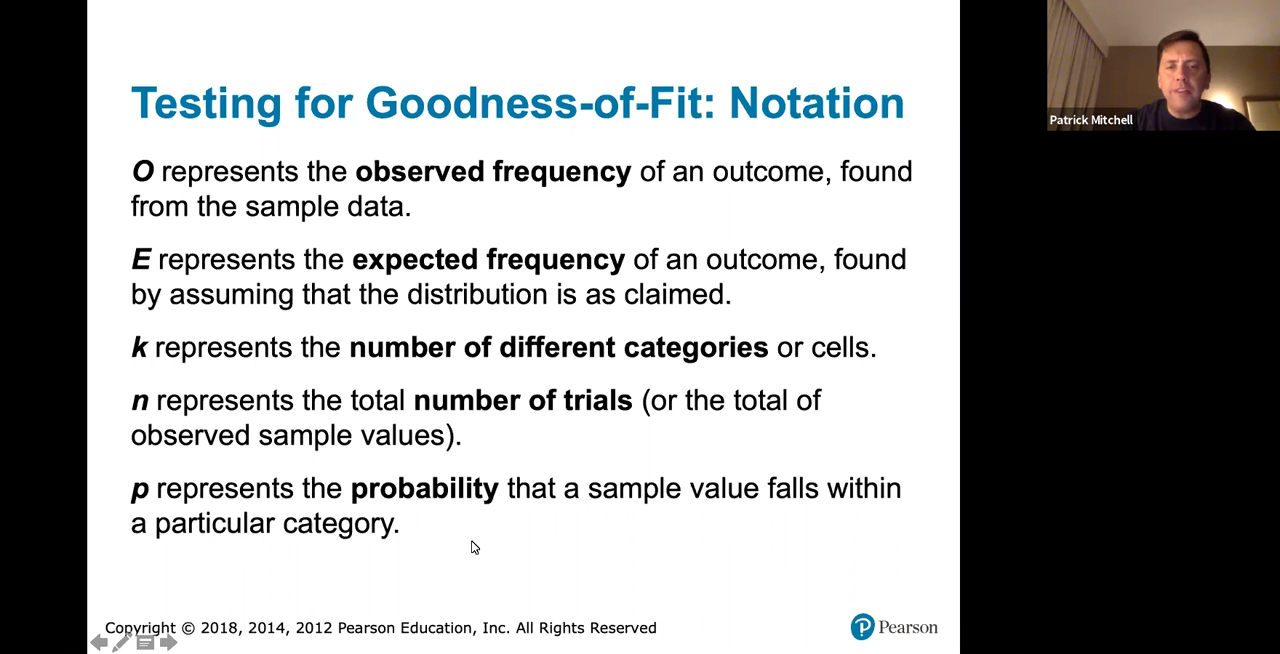 Testing for Goodness-of-Fit: Notation
O represents the observed frequency of an outcome, found
from the sample data.
E represents the expected frequency of an outcome, found
by assuming that the distribution is as claimed.
k represents the number of different categories or cells.
n represents the total number of trials (or the total of
observed sample values).
p represents the probability that a sample value falls within
a particular category.
Copyright © 2018, 2014, 2012 Pearson Education, Inc. All Rights Reserved
P Pearson
Patrick Mitchell